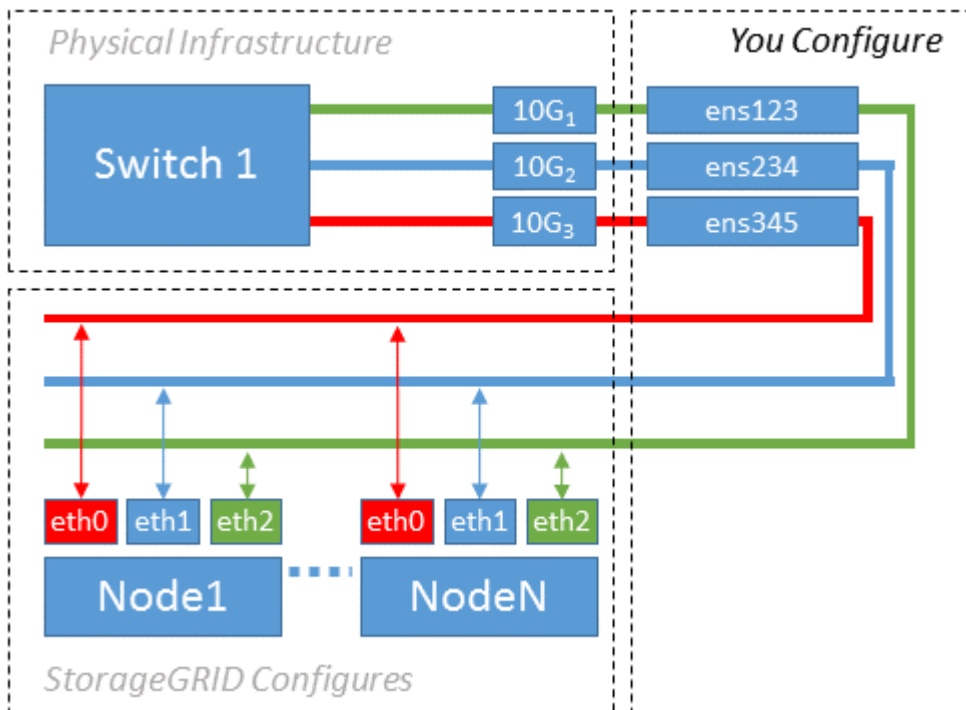 Physical Infrastructure
You Configure
Switch 1
10G₁
ens123
10G₂
ens234
10G₃
ens345
eth0
eth1
eth2
eth0
eth1
eth2
Node1
NodeN
StorageGRID Configures